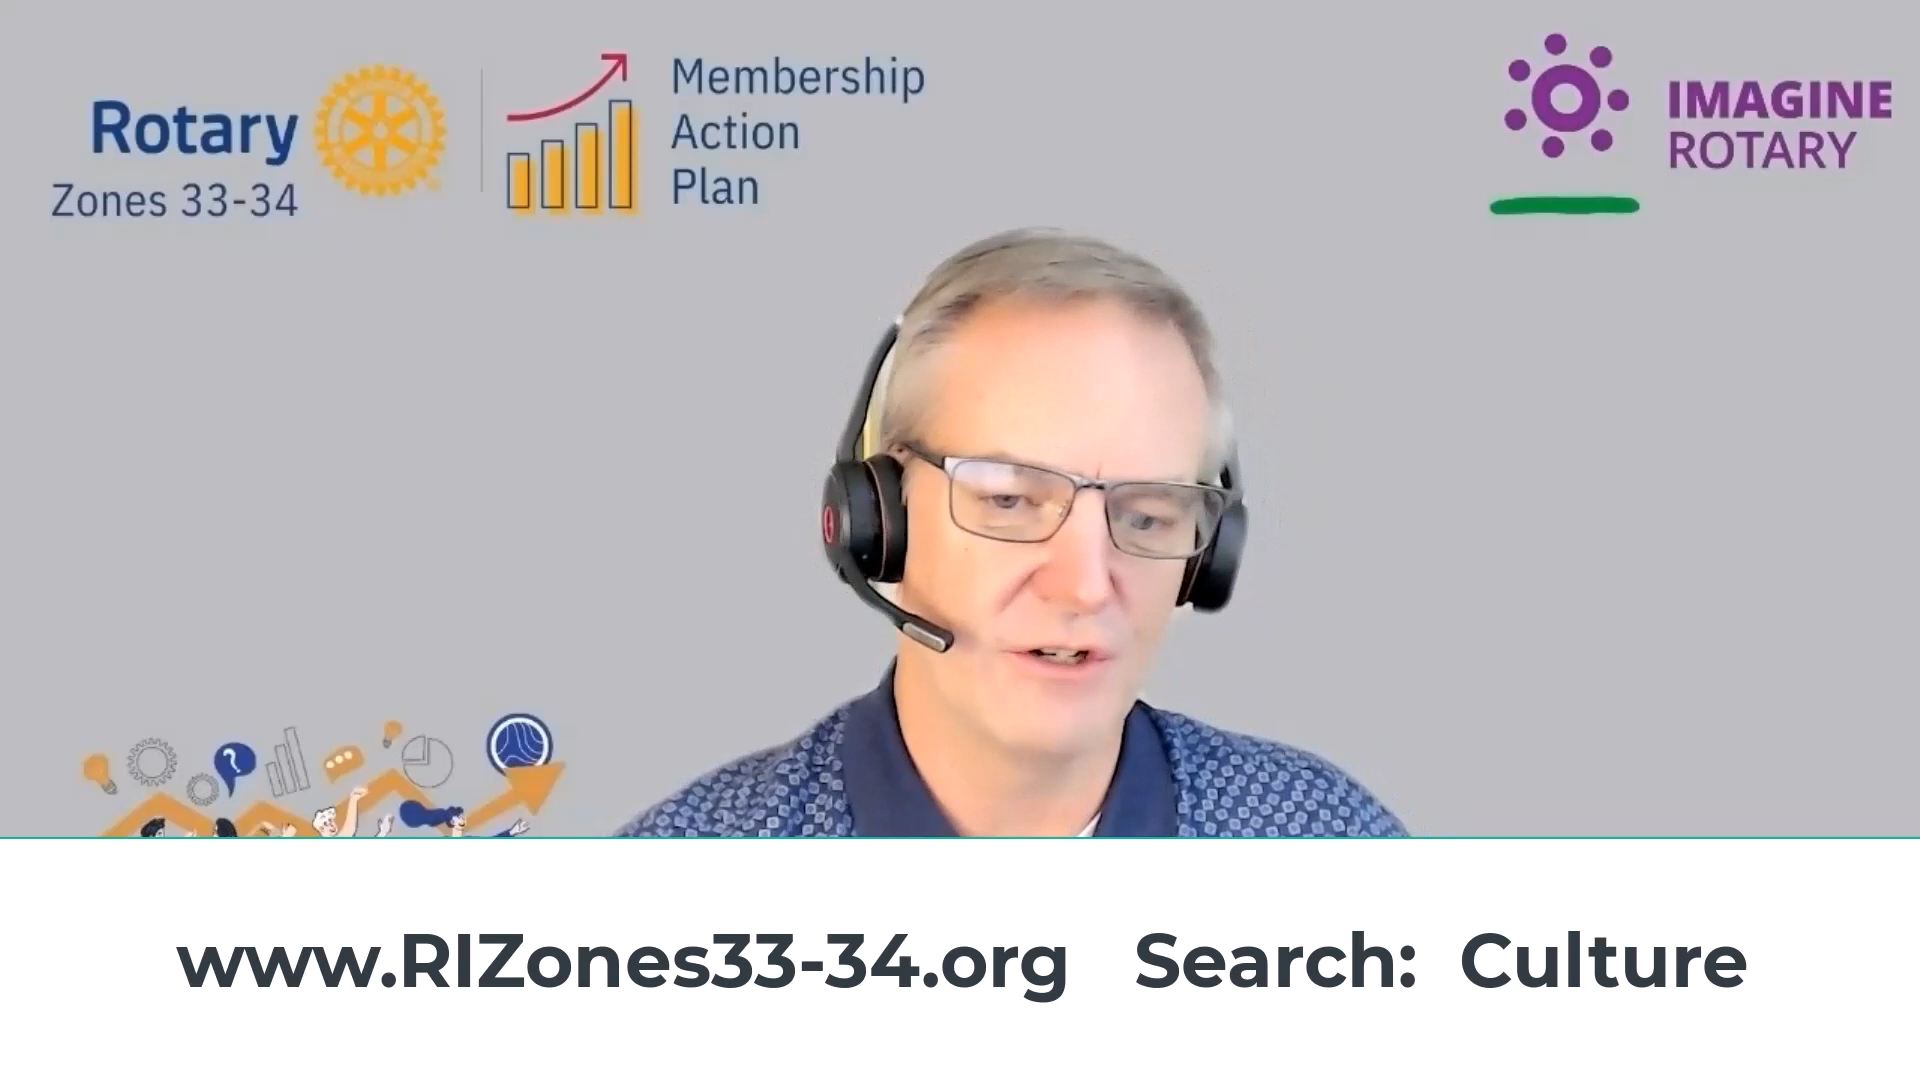 Rotary
Zones 33-34
Membership
Action
Plan
IMAGINE
ROTARY
?
www.RIZones33-34.org Search: Culture